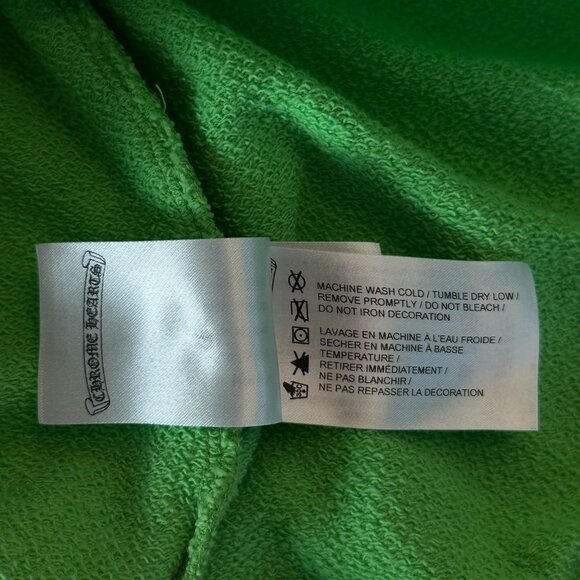 CHROME HEARTS
MACHINE WASH COLD / TUMBLE DRY LOW /
REMOVE PROMPTLY / DO NOT BLEACH /
DO NOT IRON DECORATION
LAVAGE EN MACHINE À L'EAU FROIDE /
SECHER EN MACHINE À BASSE
TEMPERATURE /
RETIRER IMMÉDIATEMENT /
NE PAS BLANCHIR /
NE PAS REPASSER LA DECORATION